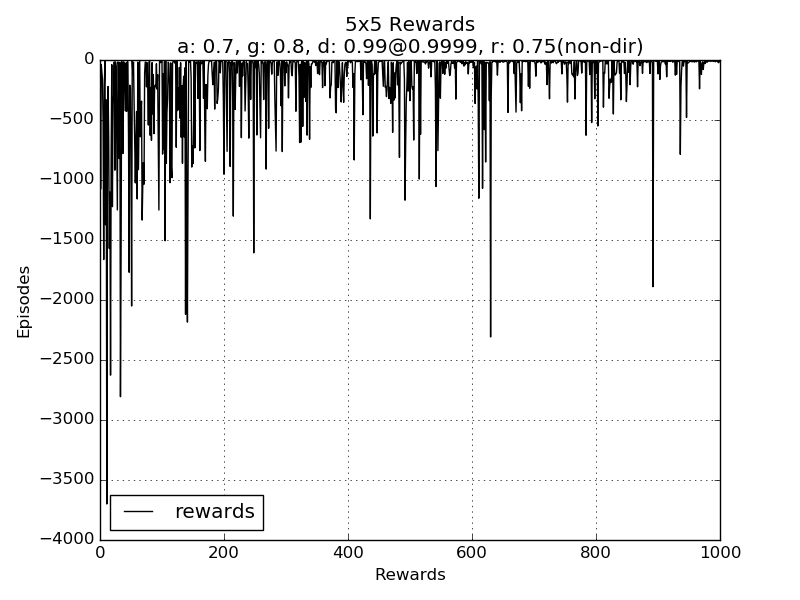 5x5 Rewards
a: 0.7, g: 0.8, d: 0.99@0.9999, r: 0.75(non-dir)
0
−500
−1000
−1500
−2000
−2500
−3000
−3500
−4000
Episodes
rewards
0 200 400 600 800 1000
Rewards